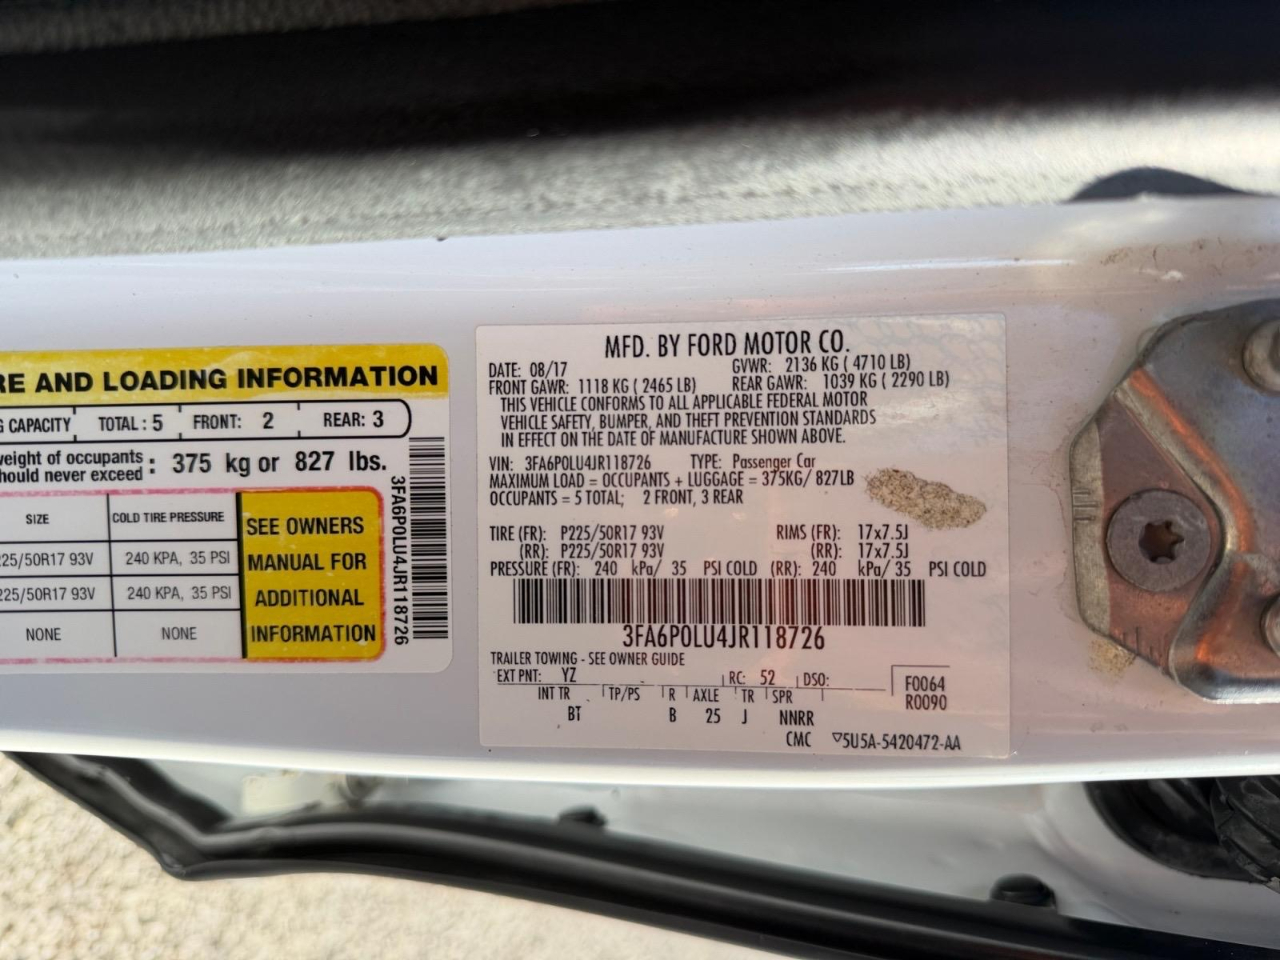 RE AND LOADING INFORMATION
G CAPACITY TOTAL : 5 FRONT: 2 REAR: 3
weight of occupants
hould never exceed : 375 kg or 827 lbs.
SIZE COLD TIRE PRESSURE
225/50R17 93V 240 KPA, 35 PSI
225/50R17 93V 240 KPA, 35 PSI
NONE NONE
SEE OWNERS
MANUAL FOR
ADDITIONAL
INFORMATION
3FA6P0LU4JR118726
MFD. BY FORD MOTOR CO.
DATE: 08/17 GVWR: 2136 KG ( 4710 LB)
FRONT GAWR: 1118 KG ( 2465 LB) REAR GAWR: 1039 KG ( 2290 LB)
THIS VEHICLE CONFORMS TO ALL APPLICABLE FEDERAL MOTOR
VEHICLE SAFETY, BUMPER, AND THEFT PREVENTION STANDARDS
IN EFFECT ON THE DATE OF MANUFACTURE SHOWN ABOVE.
VIN: 3FA6P0LU4JR118726 TYPE: Passenger Car
MAXIMUM LOAD = OCCUPANTS + LUGGAGE = 375KG/ 827LB
OCCUPANTS = 5 TOTAL; 2 FRONT, 3 REAR
TIRE (FR): P225/50R17 93V RIMS (FR): 17x7.5J
(RR): P225/50R17 93V (RR): 17x7.5J
PRESSURE (FR): 240 kPa/ 35 PSI COLD (RR): 240 kPa/ 35 PSI COLD
3FA6P0LU4JR118726
TRAILER TOWING - SEE OWNER GUIDE
EXT PNT: YZ RC: 52 DSO:
F0064
R0090
INT TR TP/PS R AXLE TR SPR
BT B 25 J NNRR
CMC ▽5U5A-5420472-AA